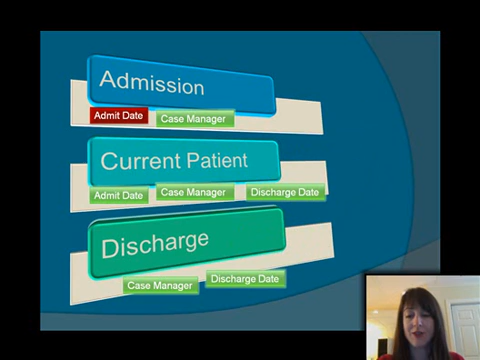 Admission
Admit Date Case Manager
Current Patient
Admit Date Case Manager Discharge Date
Discharge
Case Manager Discharge Date